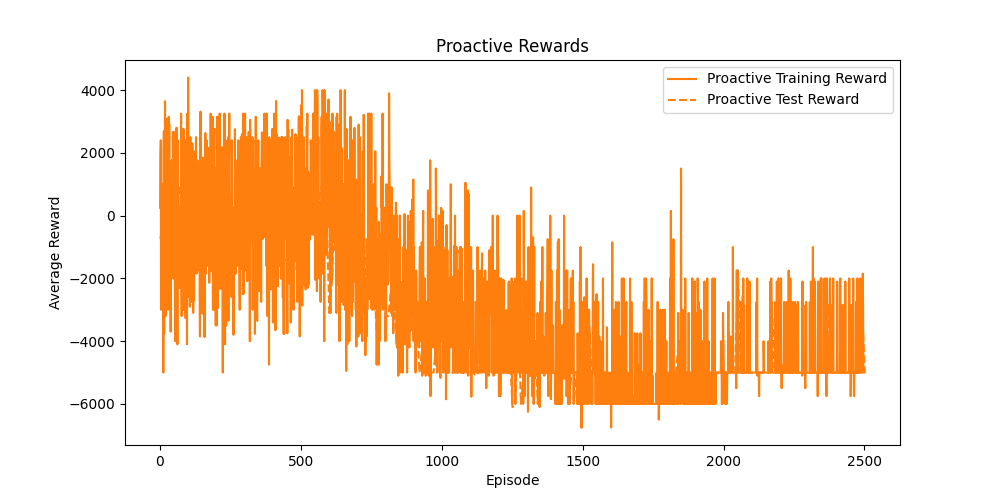 Proactive Rewards
Proactive Training Reward
Proactive Test Reward
Average Reward
4000
2000
0
−2000
−4000
−6000
0 500 1000 1500 2000 2500
Episode